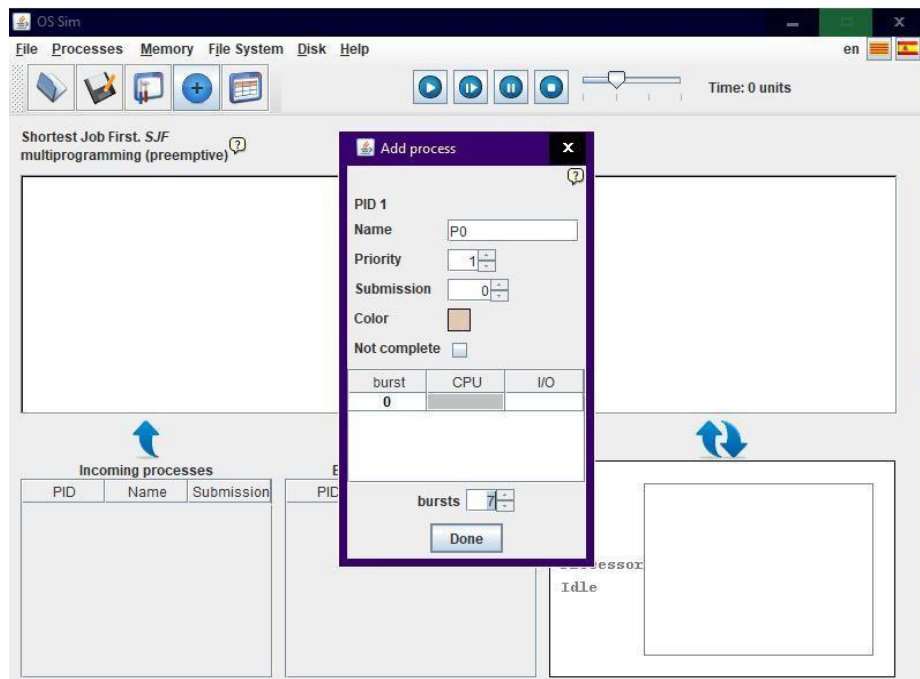 OS Sim
File Processes Memory File System Disk Help en
Time: 0 units
Shortest Job First. SJF
multiprogramming (preemptive)
Add process
PID 1
Name P0
Priority 1
Submission 0
Color
Not complete
burst CPU I/O
0
bursts 7
Done
Incoming processes
PID Name Submission
PID
Idle